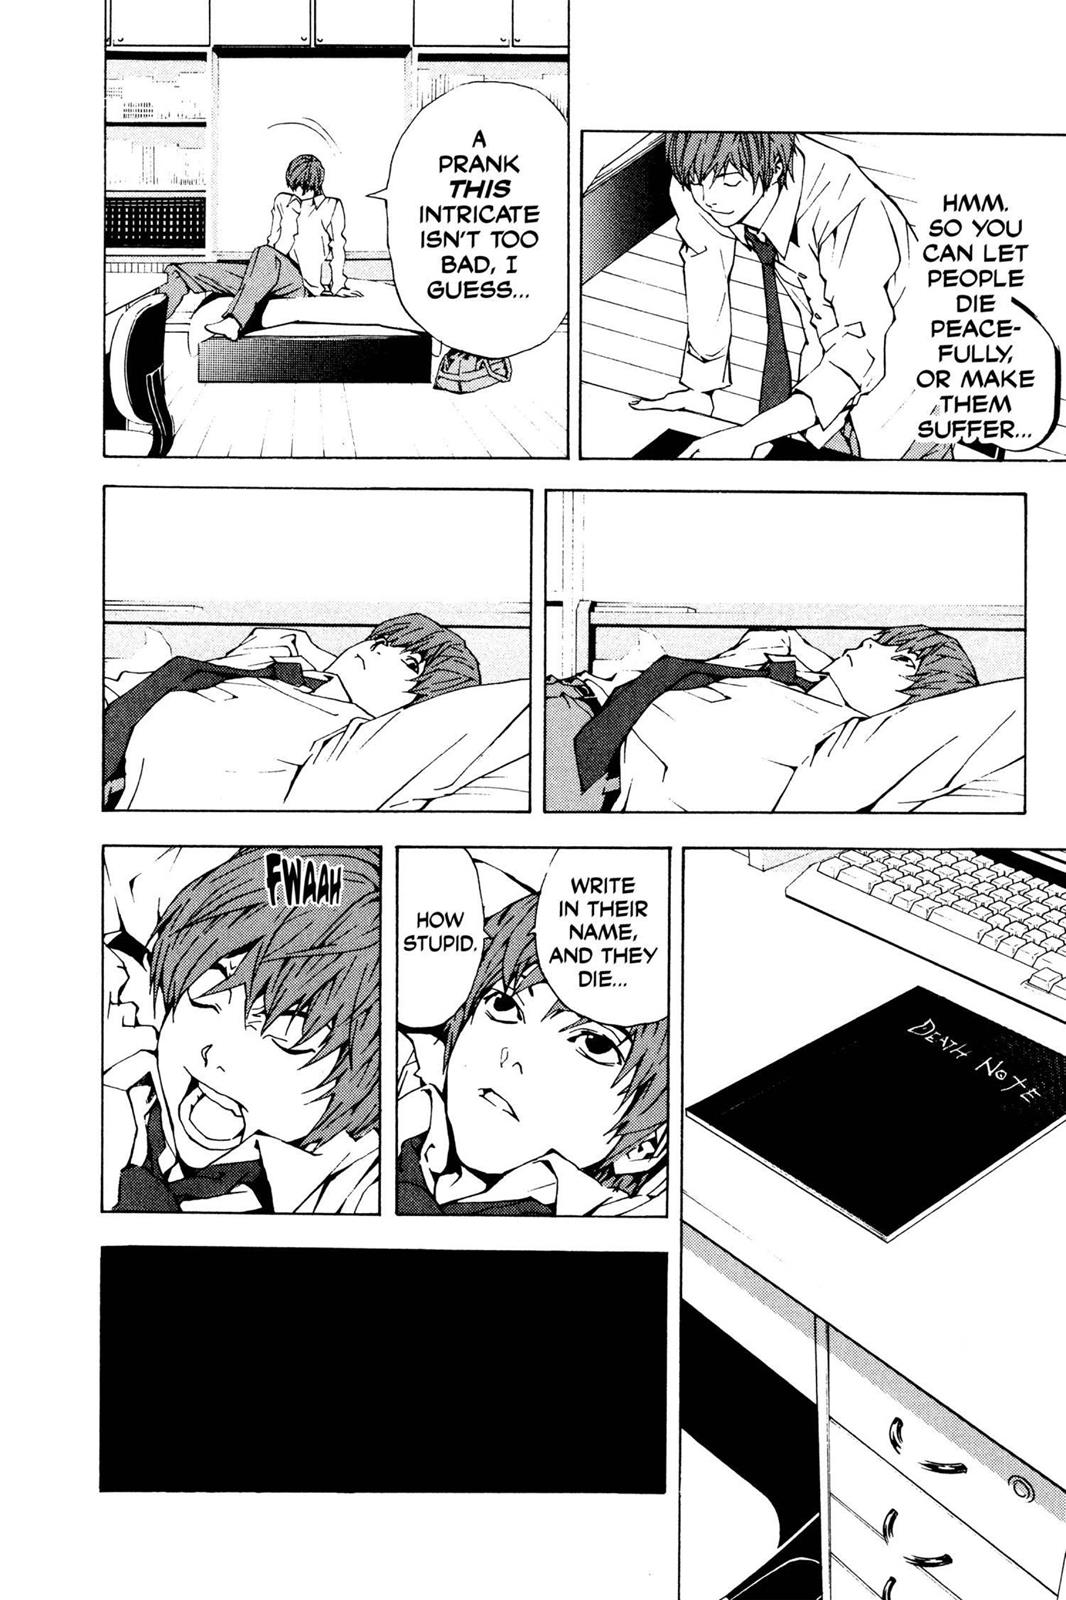 HMM.
SO YOU
CAN LET
PEOPLE
DIE
PEACE-
FULLY,
OR MAKE
THEM
SUFFER...
A
PRANK
THIS
INTRICATE
ISN'T TOO
BAD, I
GUESS...
DEATH NOTE
WRITE
IN THEIR
NAME,
AND THEY
DIE...
HOW
STUPID.
FWAAH